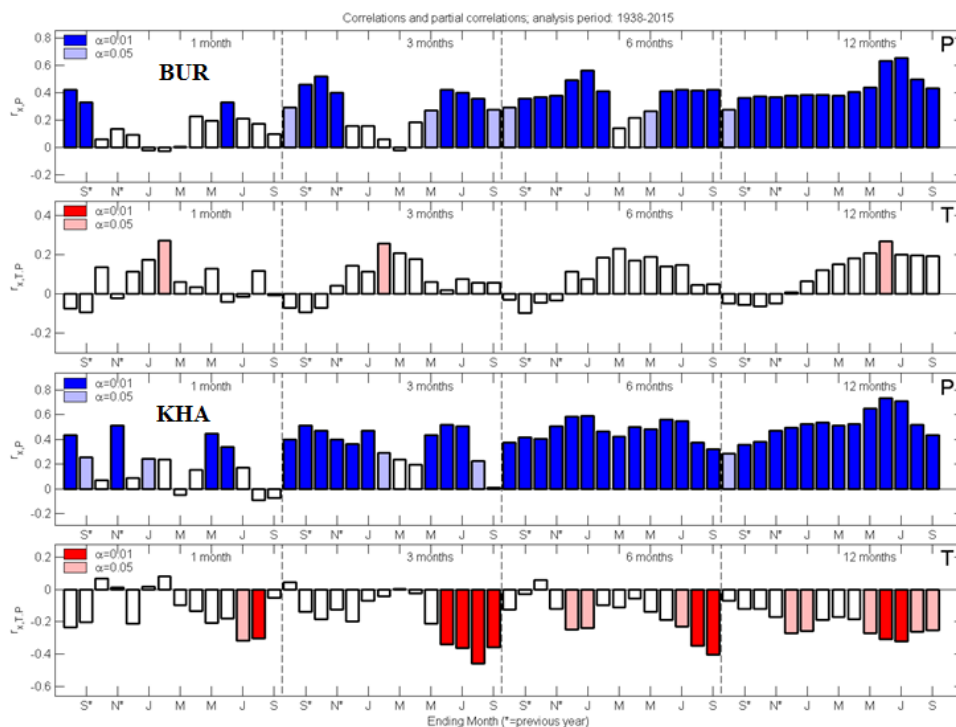 Correlations and partial correlations; analysis period: 1938-2015
α=0.01
α=0.05
1 month
3 months
6 months
12 months
P
BUR
r_x,P
0.8
0.6
0.4
0.2
0
-0.2
S* N* J M M J S N* J M M J S N* J M M J S N* J M M J S
α=0.01
α=0.05
1 month
3 months
6 months
12 months
T
r_x,T.P
0.4
0.2
0
-0.2
S* N* J M M J S N* J M M J S N* J M M J S N* J M M J S
α=0.01
α=0.05
1 month
3 months
6 months
12 months
P
KHA
r_x,P
0.8
0.6
0.4
0.2
0
-0.2
S* N* J M M J S N* J M M J S N* J M M J S N* J M M J S
α=0.01
α=0.05
1 month
3 months
6 months
12 months
T
r_x,T.P
0.2
0
-0.2
-0.4
-0.6
S* N* J M M J S S* N* J M M J S S* N* J M M J S S* N* J M M J S
Ending Month (*=previous year)